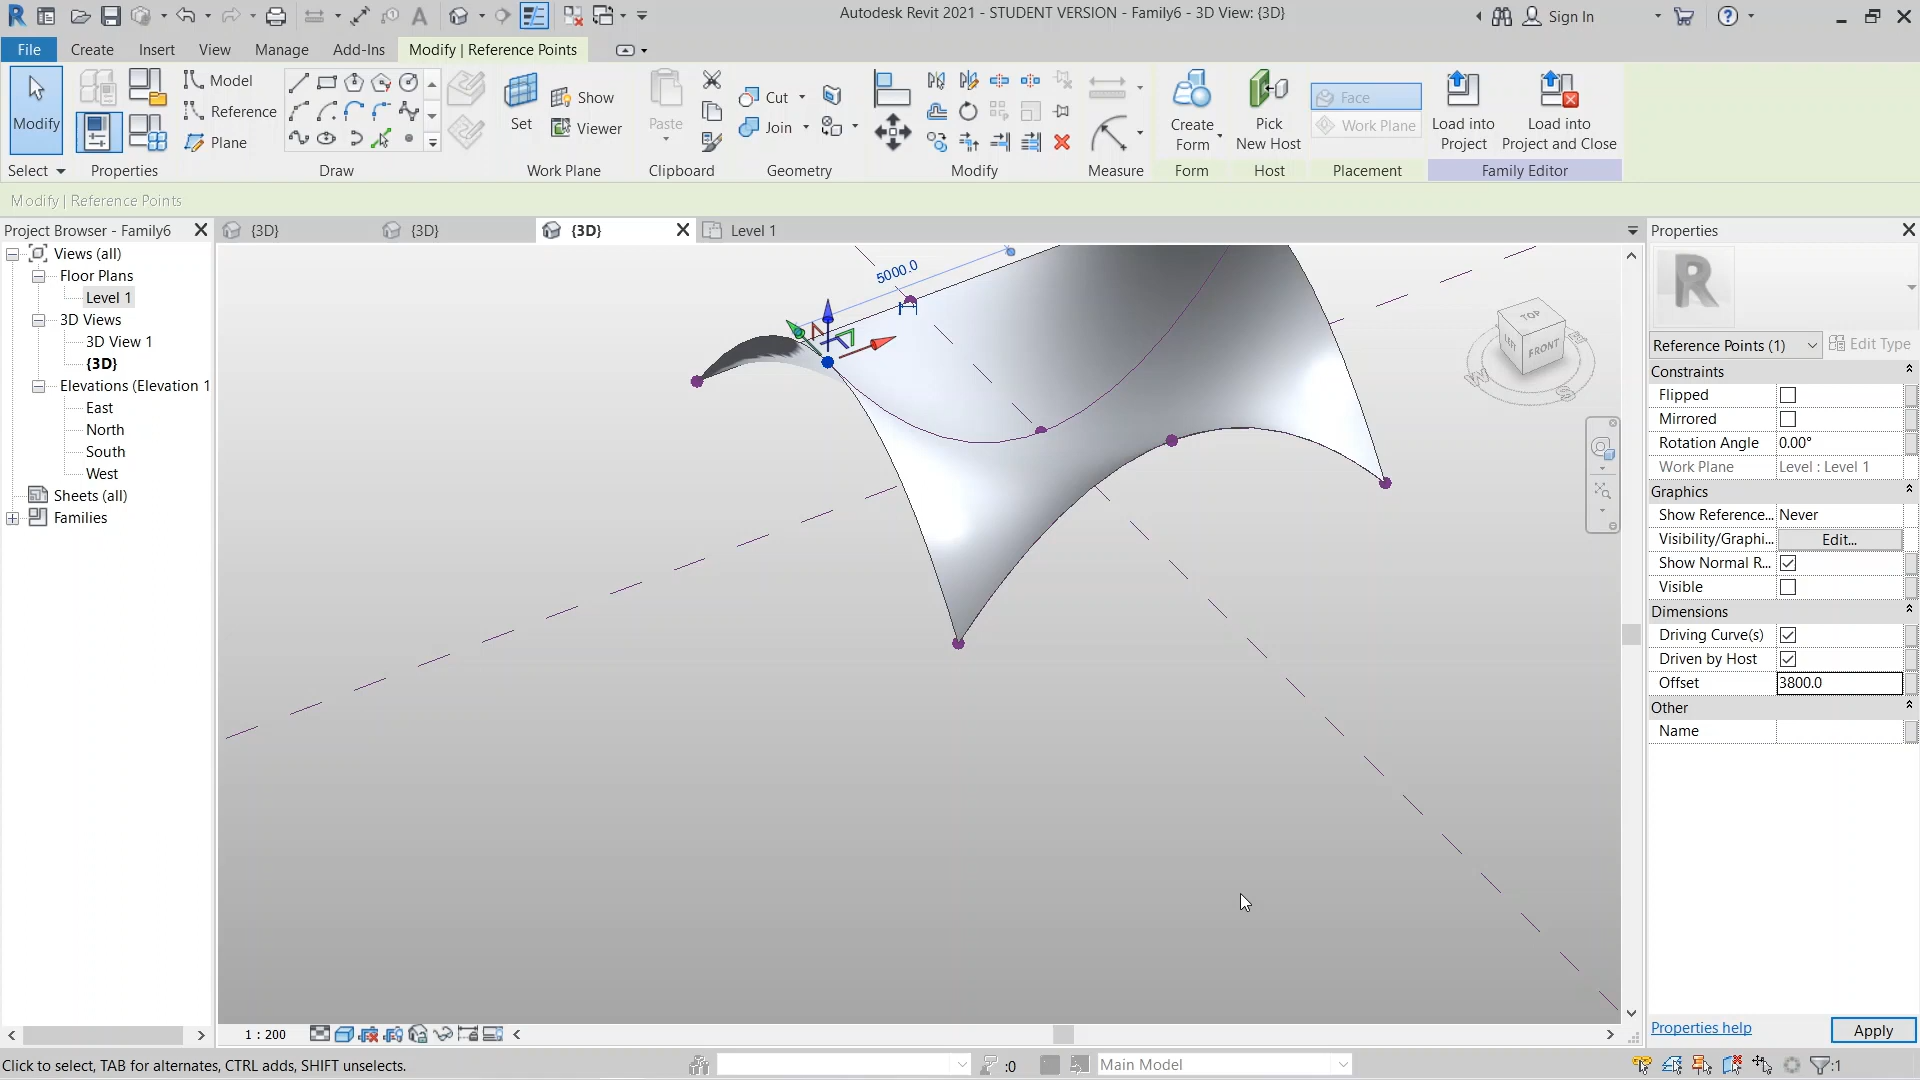 Autodesk Revit 2021 - STUDENT VERSION - Family6 - 3D View: {3D}
Sign In
File
Create
Insert
View
Manage
Add-Ins
Modify | Reference Points
Modify
Model
Reference
Plane
Set
Show
Viewer
Paste
Cut
Join
Create
Form
Pick
New Host
Face
Work Plane
Load into
Project
Load into
Project and Close
Select
Properties
Draw
Work Plane
Clipboard
Geometry
Modify
Measure
Form
Host
Placement
Family Editor
Modify | Reference Points
Project Browser - Family6
{3D}
{3D}
{3D}
Level 1
Properties
Views (all)
Floor Plans
Level 1
3D Views
3D View 1
{3D}
Elevations (Elevation 1
East
North
South
West
Sheets (all)
Families
5000.0
TOP
LEFT
FRONT
W
S
R
Reference Points (1)
Edit Type
Constraints
Flipped
Mirrored
Rotation Angle
0.00°
Work Plane
Level : Level 1
Graphics
Show Reference...
Never
Visibility/Graphi...
Edit...
Show Normal R...
Visible
Dimensions
Driving Curve(s)
Driven by Host
Offset
3800.0
Other
Name
Properties help
Apply
1 : 200
Click to select, TAB for alternates, CTRL adds, SHIFT unselects.
:0
Main Model
:1